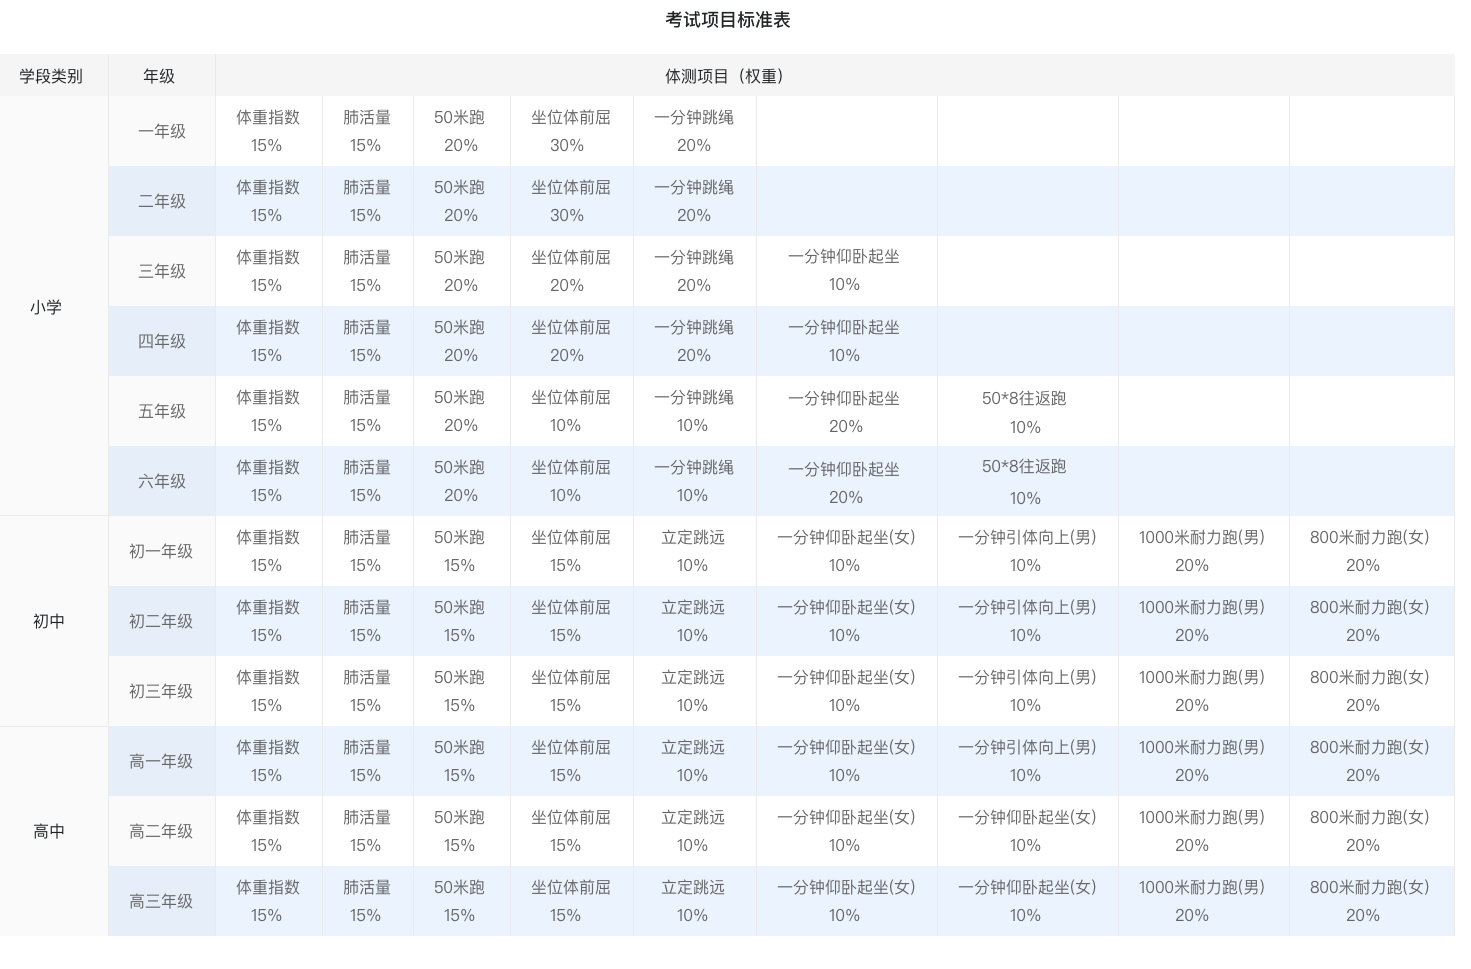 考试项目标准表
学段类别 年级 体测项目（权重）
小学
一年级 体重指数 肺活量 50米跑 坐位体前屈 一分钟跳绳
15% 15% 20% 30% 20%
二年级 体重指数 肺活量 50米跑 坐位体前屈 一分钟跳绳
15% 15% 20% 30% 20%
三年级 体重指数 肺活量 50米跑 坐位体前屈 一分钟跳绳 一分钟仰卧起坐
15% 15% 20% 20% 20% 10%
四年级 体重指数 肺活量 50米跑 坐位体前屈 一分钟跳绳 一分钟仰卧起坐
15% 15% 20% 20% 20% 10%
五年级 体重指数 肺活量 50米跑 坐位体前屈 一分钟跳绳 一分钟仰卧起坐 50*8往返跑
15% 15% 20% 10% 10% 20% 10%
六年级 体重指数 肺活量 50米跑 坐位体前屈 一分钟跳绳 一分钟仰卧起坐 50*8往返跑
15% 15% 20% 10% 10% 20% 10%
初中
初一年级 体重指数 肺活量 50米跑 坐位体前屈 立定跳远 一分钟仰卧起坐(女) 一分钟引体向上(男) 1000米耐力跑(男) 800米耐力跑(女)
15% 15% 15% 15% 10% 10% 10% 20% 20%
初二年级 体重指数 肺活量 50米跑 坐位体前屈 立定跳远 一分钟仰卧起坐(女) 一分钟引体向上(男) 1000米耐力跑(男) 800米耐力跑(女)
15% 15% 15% 15% 10% 10% 10% 20% 20%
初三年级 体重指数 肺活量 50米跑 坐位体前屈 立定跳远 一分钟仰卧起坐(女) 一分钟引体向上(男) 1000米耐力跑(男) 800米耐力跑(女)
15% 15% 15% 15% 10% 10% 10% 20% 20%
高中
高一年级 体重指数 肺活量 50米跑 坐位体前屈 立定跳远 一分钟仰卧起坐(女) 一分钟引体向上(男) 1000米耐力跑(男) 800米耐力跑(女)
15% 15% 15% 15% 10% 10% 10% 20% 20%
高二年级 体重指数 肺活量 50米跑 坐位体前屈 立定跳远 一分钟仰卧起坐(女) 一分钟仰卧起坐(女) 1000米耐力跑(男) 800米耐力跑(女)
15% 15% 15% 15% 10% 10% 10% 20% 20%
高三年级 体重指数 肺活量 50米跑 坐位体前屈 立定跳远 一分钟仰卧起坐(女) 一分钟仰卧起坐(女) 1000米耐力跑(男) 800米耐力跑(女)
15% 15% 15% 15% 10% 10% 10% 20% 20%